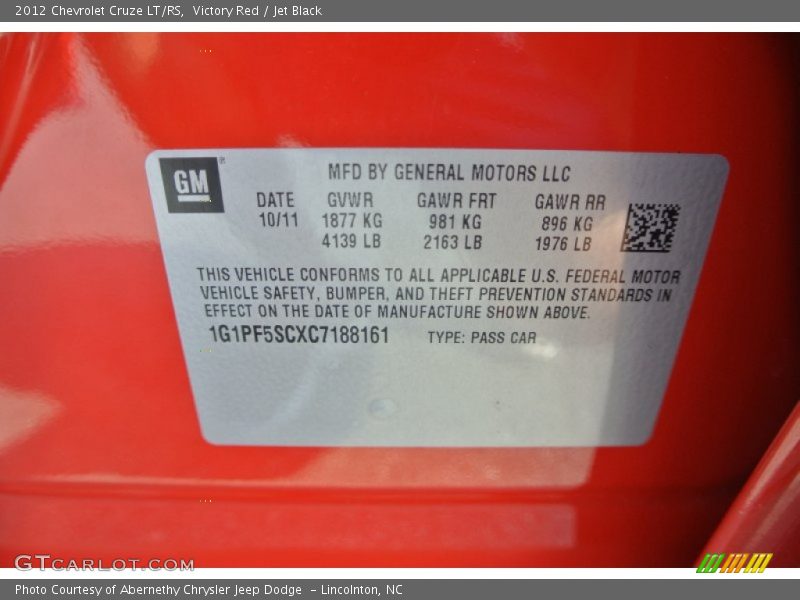 2012 Chevrolet Cruze LT/RS, Victory Red / Jet Black
GM
MFD BY GENERAL MOTORS LLC
DATE GVWR GAWR FRT GAWR RR
10/11 1877 KG 981 KG 896 KG
4139 LB 2163 LB 1976 LB
THIS VEHICLE CONFORMS TO ALL APPLICABLE U.S. FEDERAL MOTOR
VEHICLE SAFETY, BUMPER, AND THEFT PREVENTION STANDARDS IN
EFFECT ON THE DATE OF MANUFACTURE SHOWN ABOVE.
1G1PF5SCXC7188161 TYPE: PASS CAR
GTCARLOT.COM
Photo Courtesy of Abernethy Chrysler Jeep Dodge - Lincolnton, NC